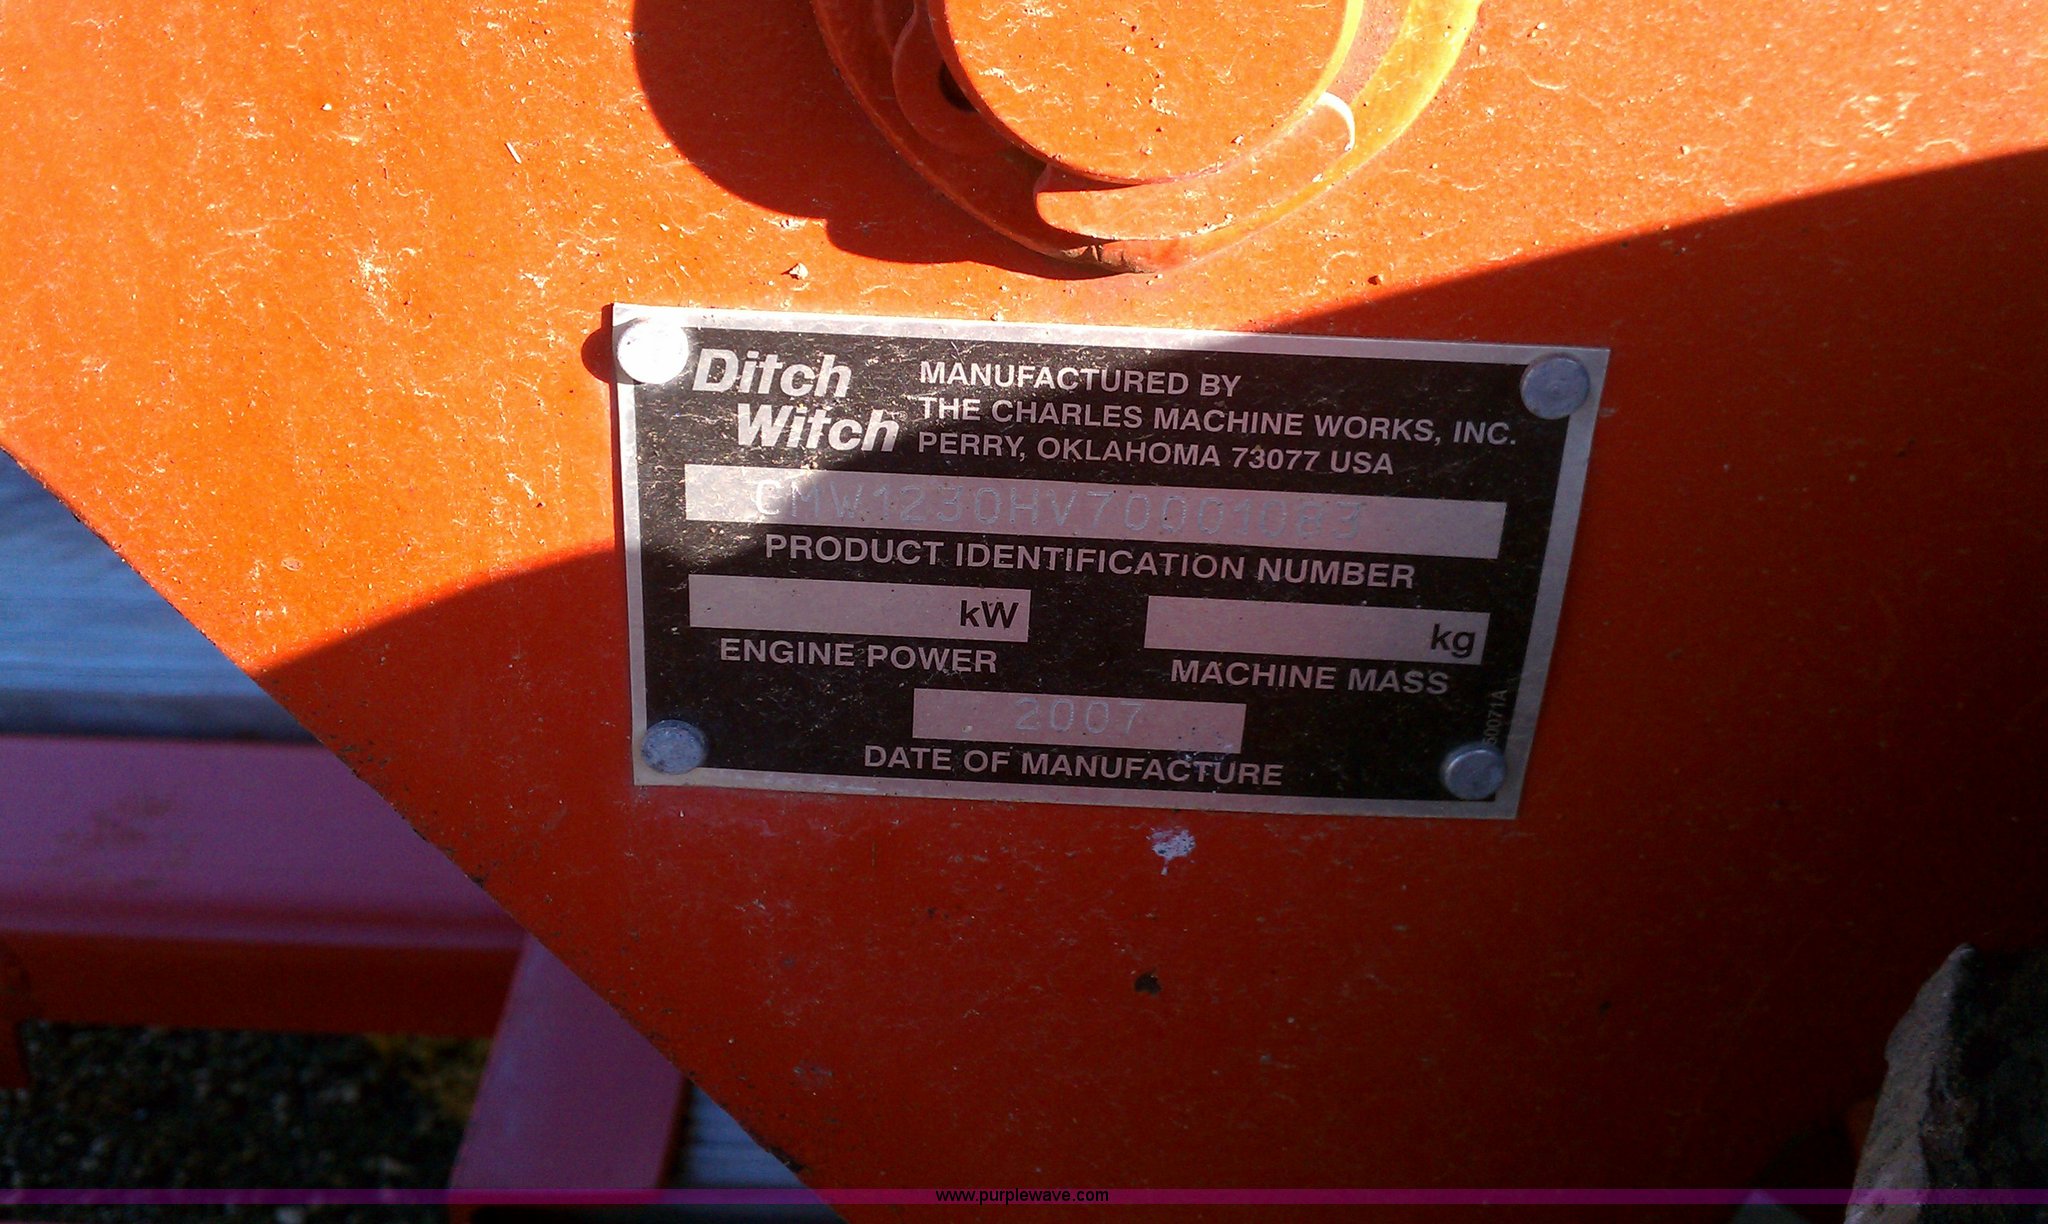 Ditch
Witch
MANUFACTURED BY
THE CHARLES MACHINE WORKS, INC.
PERRY, OKLAHOMA 73077 USA
CMW1230HV70001083
PRODUCT IDENTIFICATION NUMBER
kW
ENGINE POWER
kg
MACHINE MASS
2007
DATE OF MANUFACTURE
www.purplewave.com